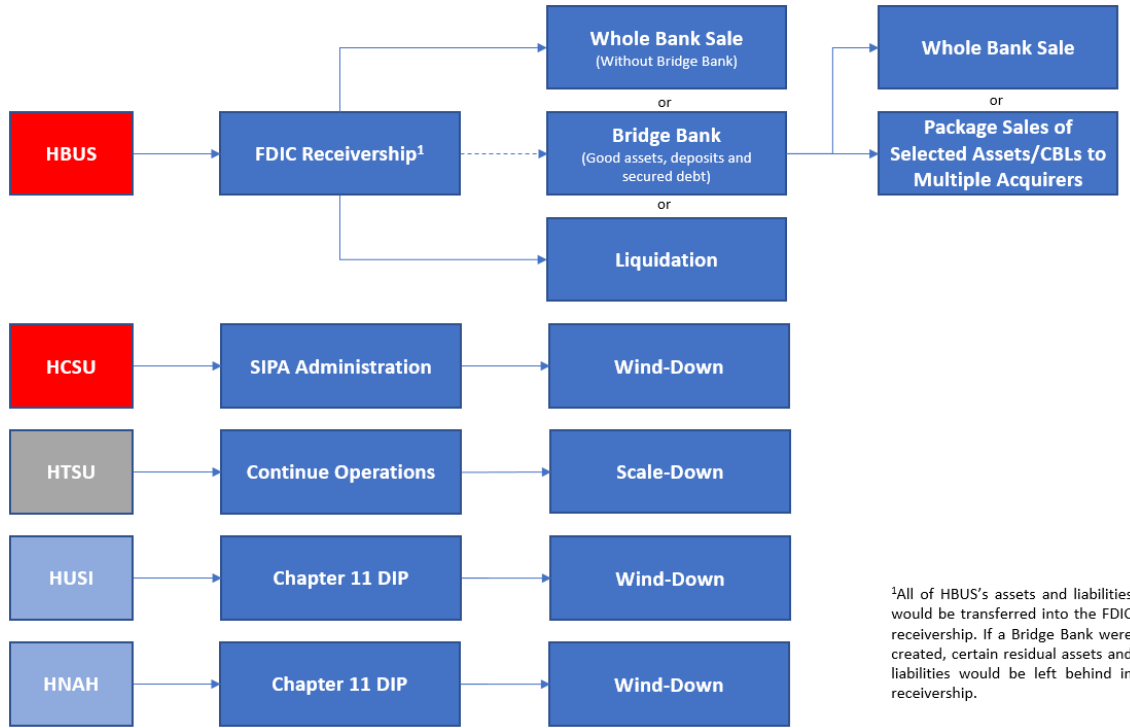 Whole Bank Sale
(Without Bridge Bank)
Whole Bank Sale
or
or
HBUS
FDIC Receivership¹
Bridge Bank
(Good assets, deposits and
secured debt)
Package Sales of
Selected Assets/CBLs to
Multiple Acquirers
or
Liquidation
HCSU
SIPA Administration
Wind-Down
HTSU
Continue Operations
Scale-Down
HUSI
Chapter 11 DIP
Wind-Down
HNAH
Chapter 11 DIP
Wind-Down
¹All of HBUS's assets and liabilities
would be transferred into the FDIC
receivership. If a Bridge Bank were
created, certain residual assets and
liabilities would be left behind in
receivership.